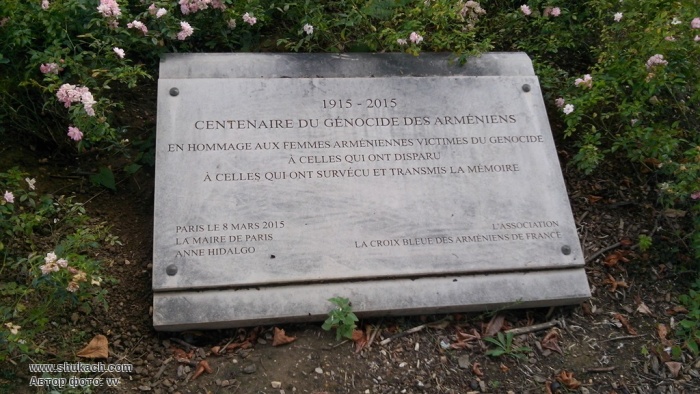 1915 - 2015
CENTENAIRE DU GÉNOCIDE DES ARMÉNIENS
EN HOMMAGE AUX FEMMES ARMÉNIENNES VICTIMES DU GENOCIDE
À CELLES QUI ONT DISPARU
À CELLES QUI ONT SURVÉCU ET TRANSMIS LA MÉMOIRE
PARIS LE 8 MARS 2015
LA MAIRE DE PARIS
ANNE HIDALGO
L'ASSOCIATION
LA CROIX BLEUE DES ARMÉNIENS DE FRANCE
www.shukach.com
Автор фото: vv